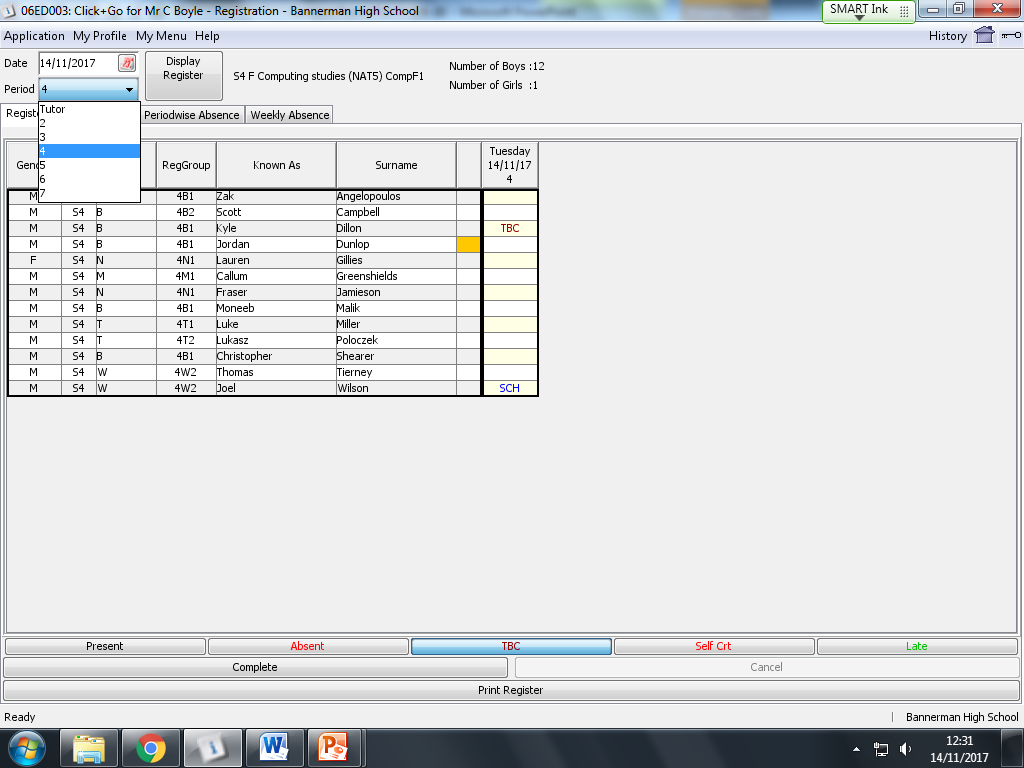 06ED003: Click+Go for Mr C Boyle - Registration - Bannerman High School
SMART Ink
Application My Profile My Menu Help
History
Date 14/11/2017
Display Register
S4 F Computing studies (NAT5) CompF1
Number of Boys :12
Number of Girls :1
Period 4
Tutor
2
3
4
5
6
7
Periodwise Absence Weekly Absence
RegGroup Known As Surname Tuesday 14/11/17 4
M 4B1 Zak Angelopoulos
M S4 B 4B2 Scott Campbell
M S4 B 4B1 Kyle Dillon TBC
M S4 B 4B1 Jordan Dunlop
F S4 N 4N1 Lauren Gillies
M S4 M 4M1 Callum Greenshields
M S4 N 4N1 Fraser Jamieson
M S4 B 4B1 Moneeb Malik
M S4 T 4T1 Luke Miller
M S4 T 4T2 Lukasz Poloczek
M S4 B 4B1 Christopher Shearer
M S4 W 4W2 Thomas Tierney
M S4 W 4W2 Joel Wilson SCH
Present Absent TBC Self Crt Late
Complete Cancel
Print Register
Ready Bannerman High School
12:31
14/11/2017